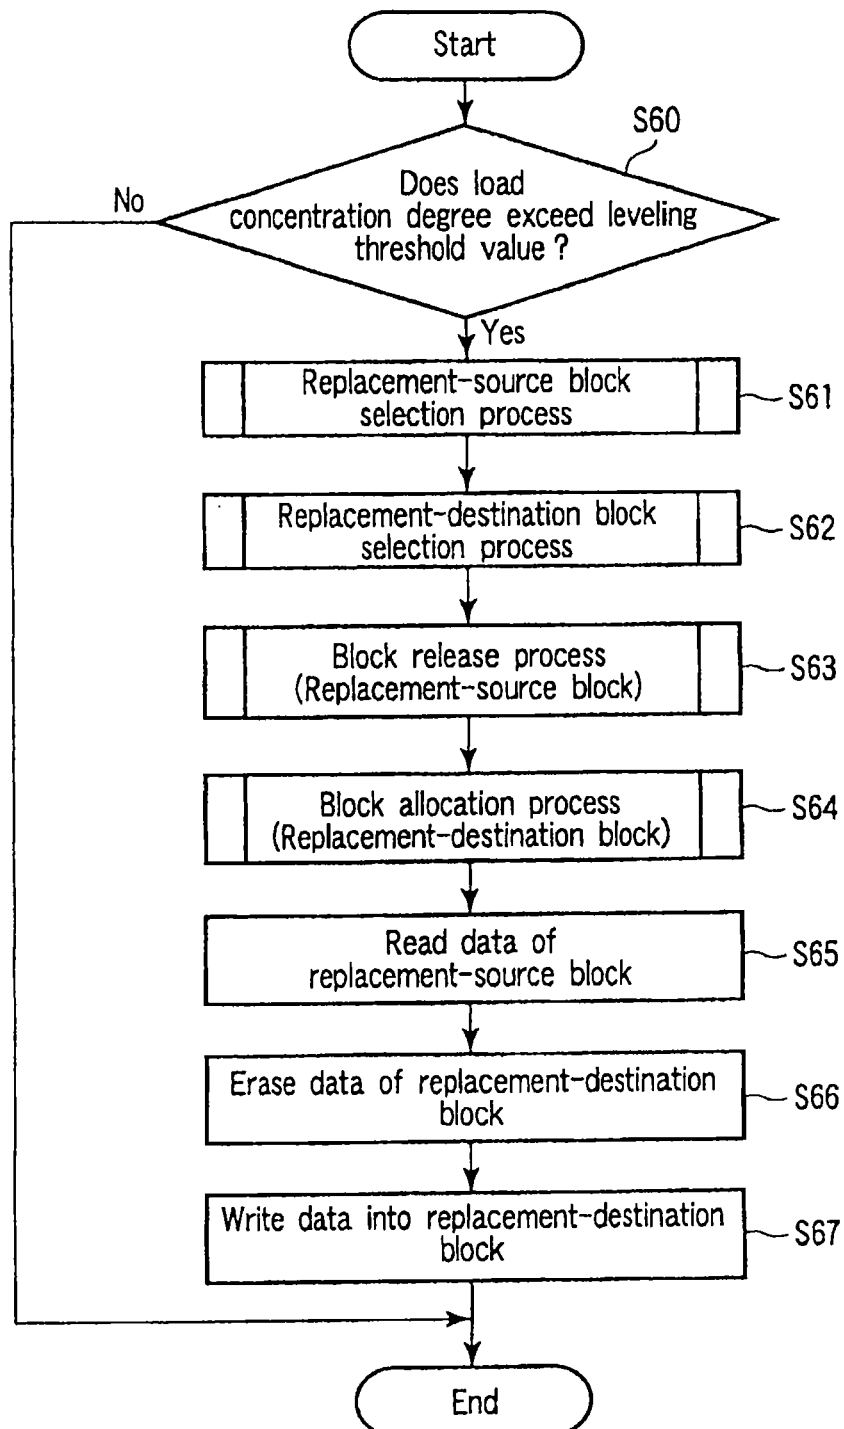 Start
S60
Does load
concentration degree exceed leveling
threshold value ?
No
Yes
Replacement-source block
selection process
S61
Replacement-destination block
selection process
S62
Block release process
(Replacement-source block)
S63
Block allocation process
(Replacement-destination block)
S64
Read data of
replacement-source block
S65
Erase data of replacement-destination
block
S66
Write data into replacement-destination
block
S67
End